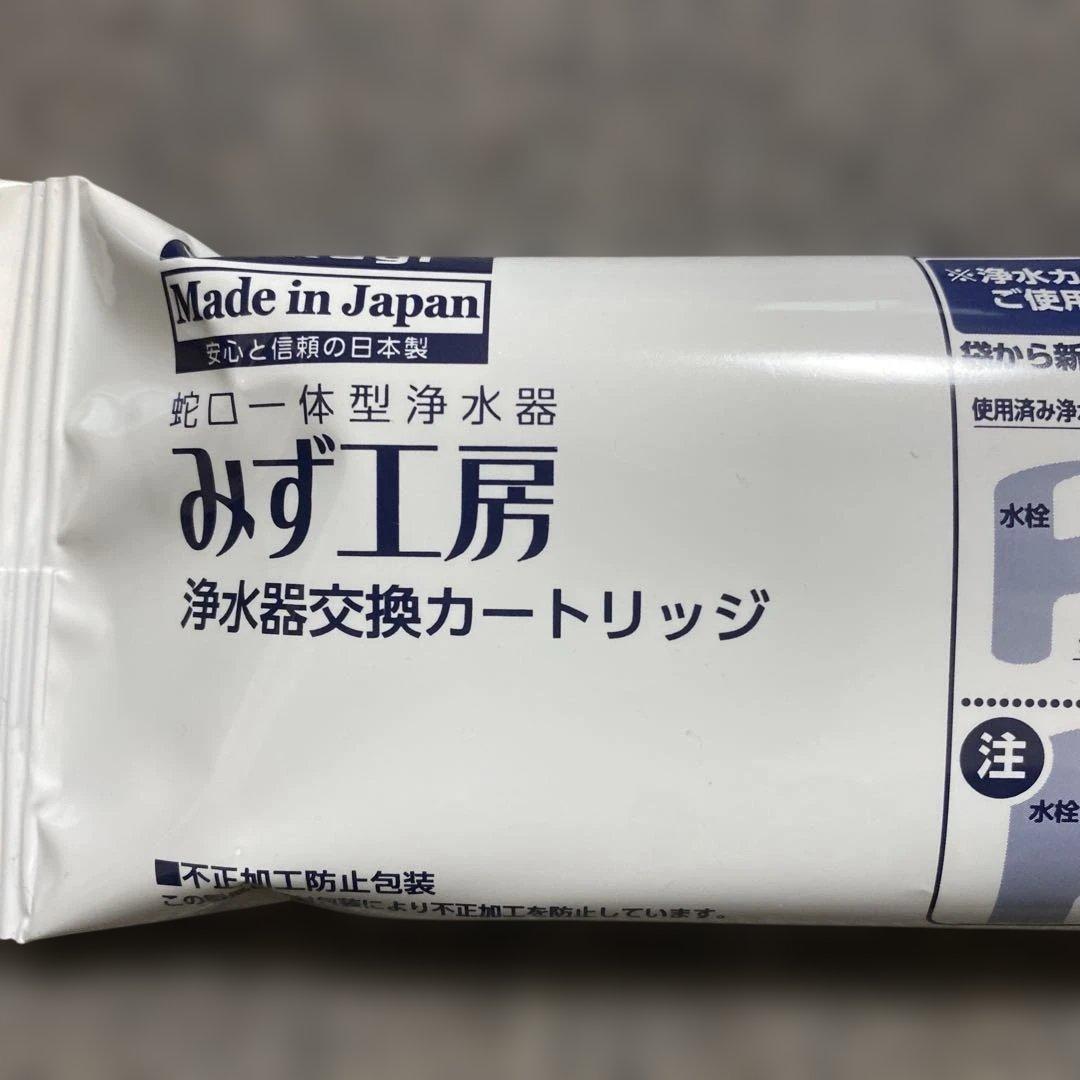 Made in Japan
安心と信頼の日本製
蛇口一体型浄水器
みず工房
浄水器交換カートリッジ
■不正加工防止包装
この
包装により不正加工を防止しています。
※浄水カ
ご使用
袋から新
使用済み浄
水栓
注
水栓